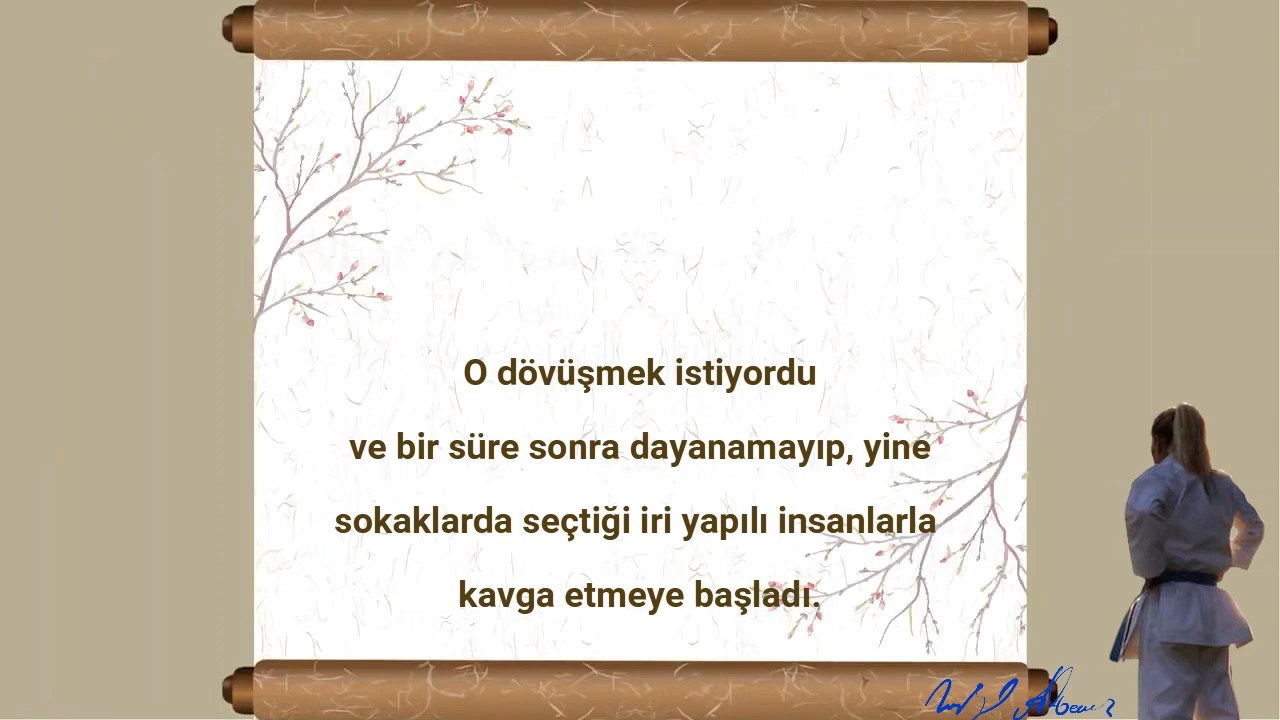 O dövüşmek istiyordu
ve bir süre sonra dayanamayıp, yine
sokaklarda seçtiği iri yapılı insanlarla
kavga etmeye başladı.